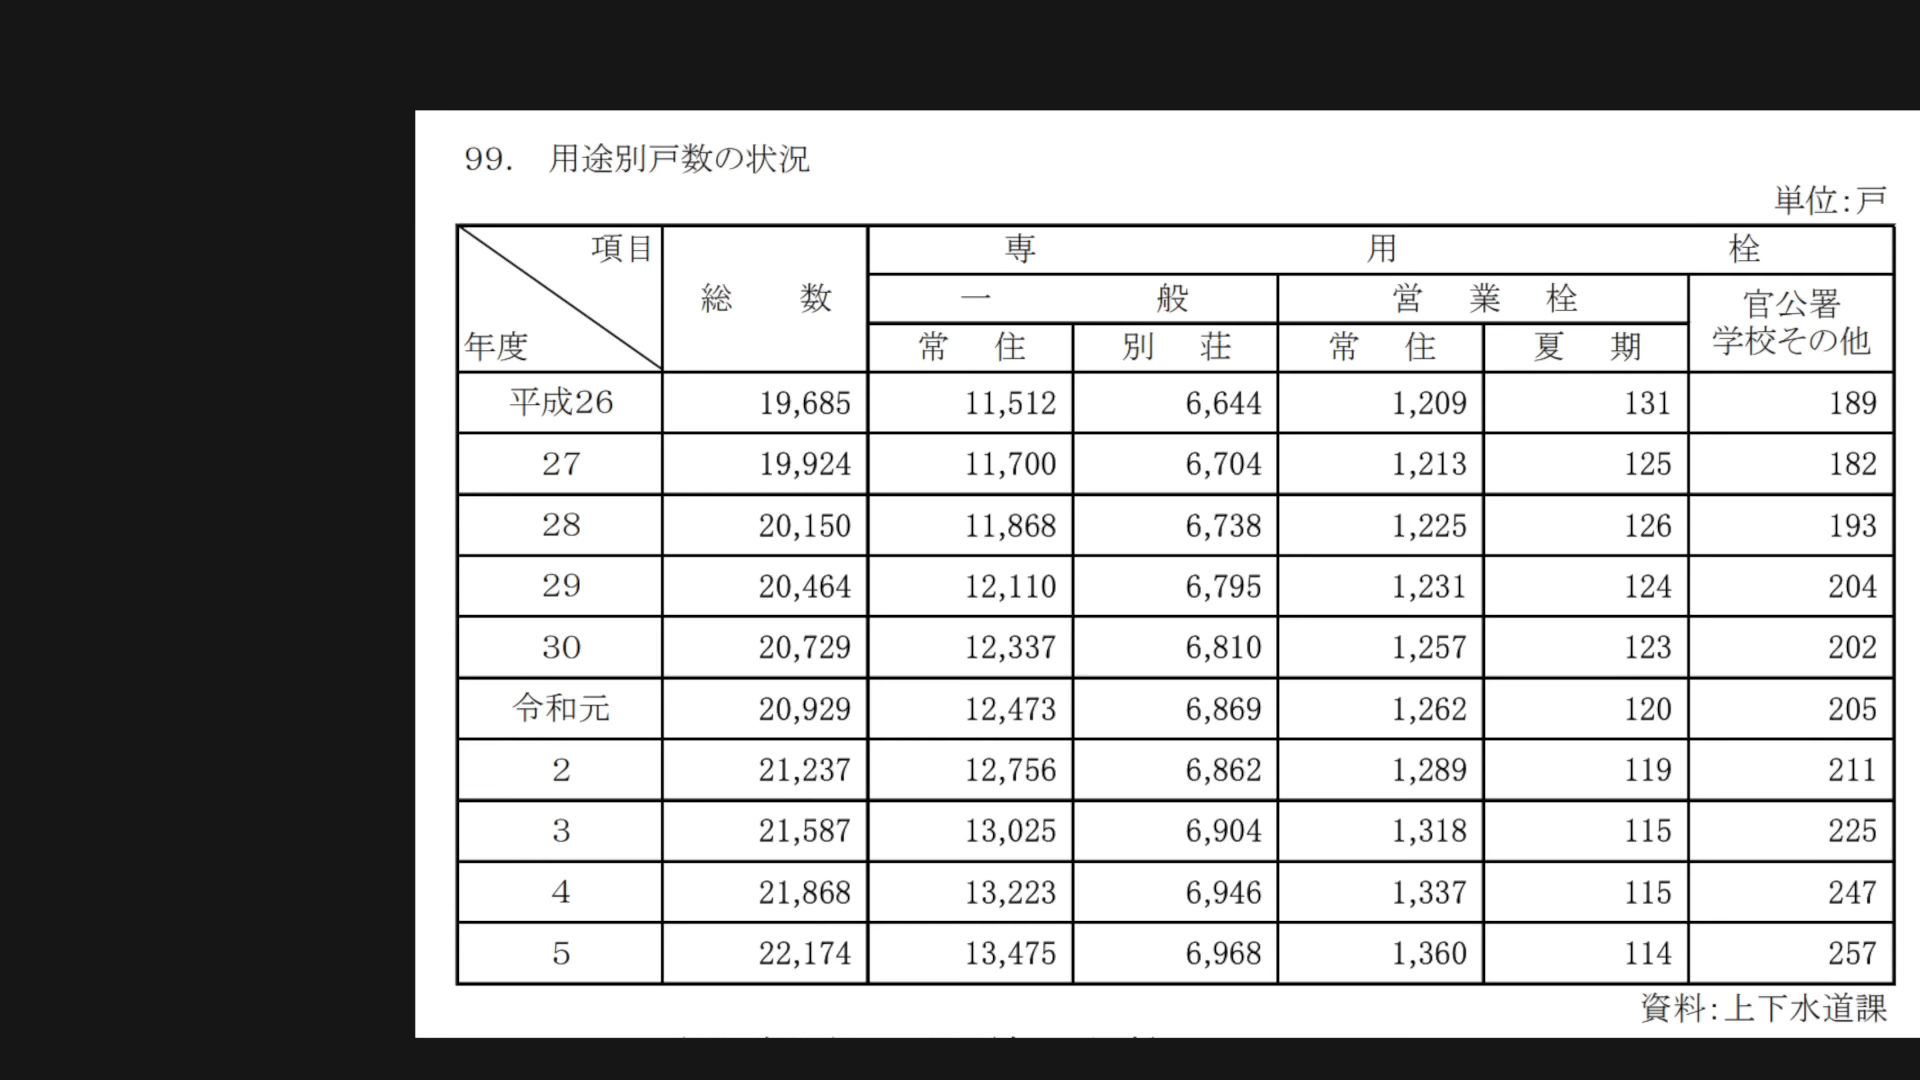 99. 用途別戸数の状況
単位:戸
項目 年度 総数 専用栓
一般 営業栓 官公署学校その他
常住 別荘 常住 夏期
平成26 19,685 11,512 6,644 1,209 131 189
27 19,924 11,700 6,704 1,213 125 182
28 20,150 11,868 6,738 1,225 126 193
29 20,464 12,110 6,795 1,231 124 204
30 20,729 12,337 6,810 1,257 123 202
令和元 20,929 12,473 6,869 1,262 120 205
2 21,237 12,756 6,862 1,289 119 211
3 21,587 13,025 6,904 1,318 115 225
4 21,868 13,223 6,946 1,337 115 247
5 22,174 13,475 6,968 1,360 114 257
資料:上下水道課